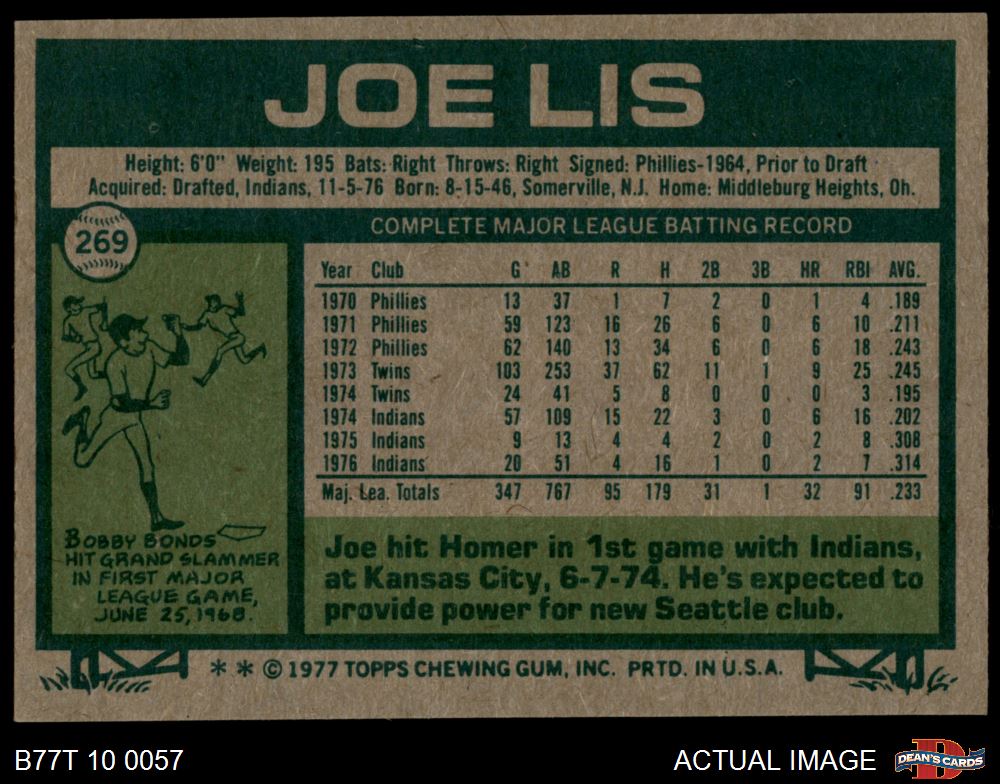 JOE LIS
Height: 6'0" Weight: 195 Bats: Right Throws: Right Signed: Phillies-1964, Prior to Draft
Acquired: Drafted, Indians, 11-5-76 Born: 8-15-46, Somerville, N.J. Home: Middleburg Heights, Oh.
269
COMPLETE MAJOR LEAGUE BATTING RECORD
Year Club G AB R H 2B 3B HR RBI AVG.
1970 Phillies 13 37 1 7 2 0 1 4 .189
1971 Phillies 59 123 16 26 6 0 6 10 .211
1972 Phillies 62 140 13 34 6 0 6 18 .243
1973 Twins 103 253 37 62 11 1 9 25 .245
1974 Twins 24 41 5 8 0 0 0 3 .195
1974 Indians 57 109 15 22 3 0 6 16 .202
1975 Indians 9 13 4 4 2 0 2 8 .308
1976 Indians 20 51 4 16 1 0 2 7 .314
Maj. Lea. Totals 347 767 95 179 31 1 32 91 .233
BOBBY BONDS
HIT GRAND SLAMMER
IN FIRST MAJOR
LEAGUE GAME,
JUNE 25, 1968.
Joe hit Homer in 1st game with Indians,
at Kansas City, 6-7-74. He's expected to
provide power for new Seattle club.
* * © 1977 TOPPS CHEWING GUM, INC. PRTD. IN U.S.A.
B77T 10 0057
ACTUAL IMAGE
D
DEAN'S CARDS